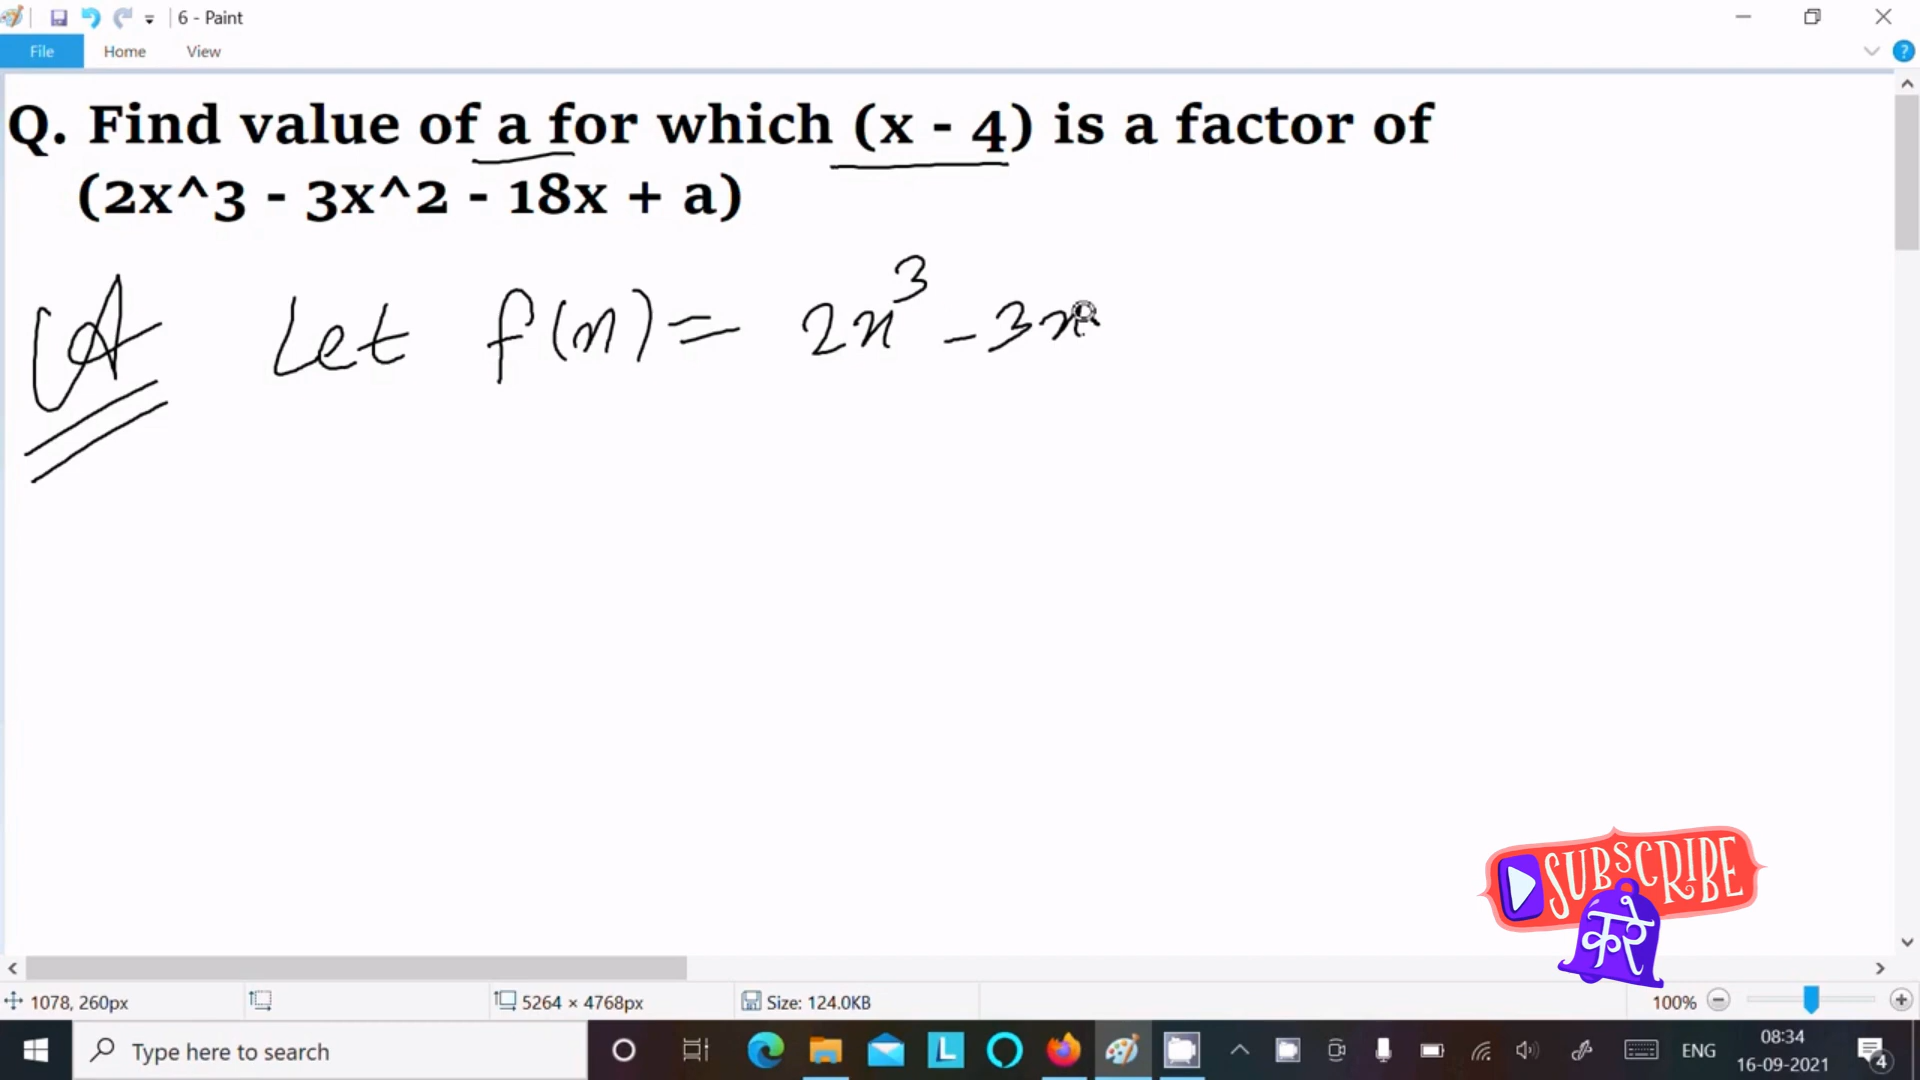 6 - Paint
File Home View
Q. Find value of a for which (x - 4) is a factor of
(2x^3 - 3x^2 - 18x + a)
A Let f(x) = 2x³ - 3x
SUBSCRIBE
करे
1078, 260px 5264 × 4768px Size: 124.0KB 100%
Type here to search L ENG 08:34
16-09-2021 4